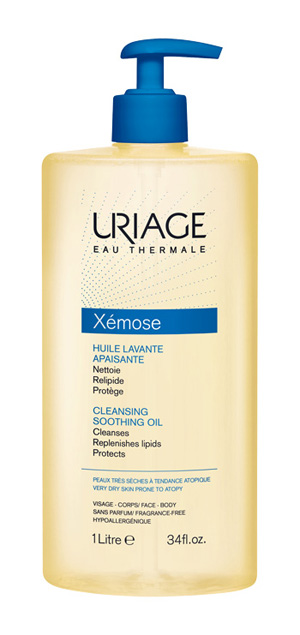 URIAGE
EAU THERMALE
Xémose
HUILE LAVANTE
APAISANTE
Nettoie
Relipide
Protège
CLEANSING
SOOTHING OIL
Cleanses
Replenishes lipids
Protects
PEAUX TRÈS SÈCHES À TENDANCE ATOPIQUE
VERY DRY SKIN PRONE TO ATOPY
VISAGE - CORPS/ FACE - BODY
SANS PARFUM/ FRAGRANCE-FREE
HYPOALLERGÉNIQUE
1 Litre e 34fl.oz.